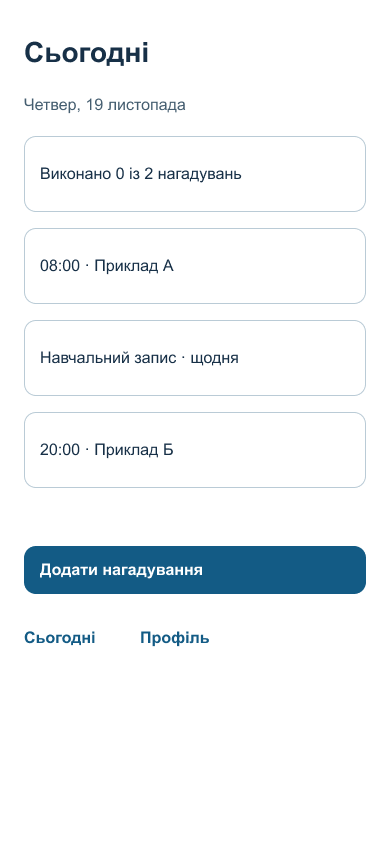 Сьогодні
Четвер, 19 листопада
Виконано 0 із 2 нагадувань
08:00 · Приклад А
Навчальний запис · щодня
20:00 · Приклад Б
Додати нагадування
Сьогодні Профіль